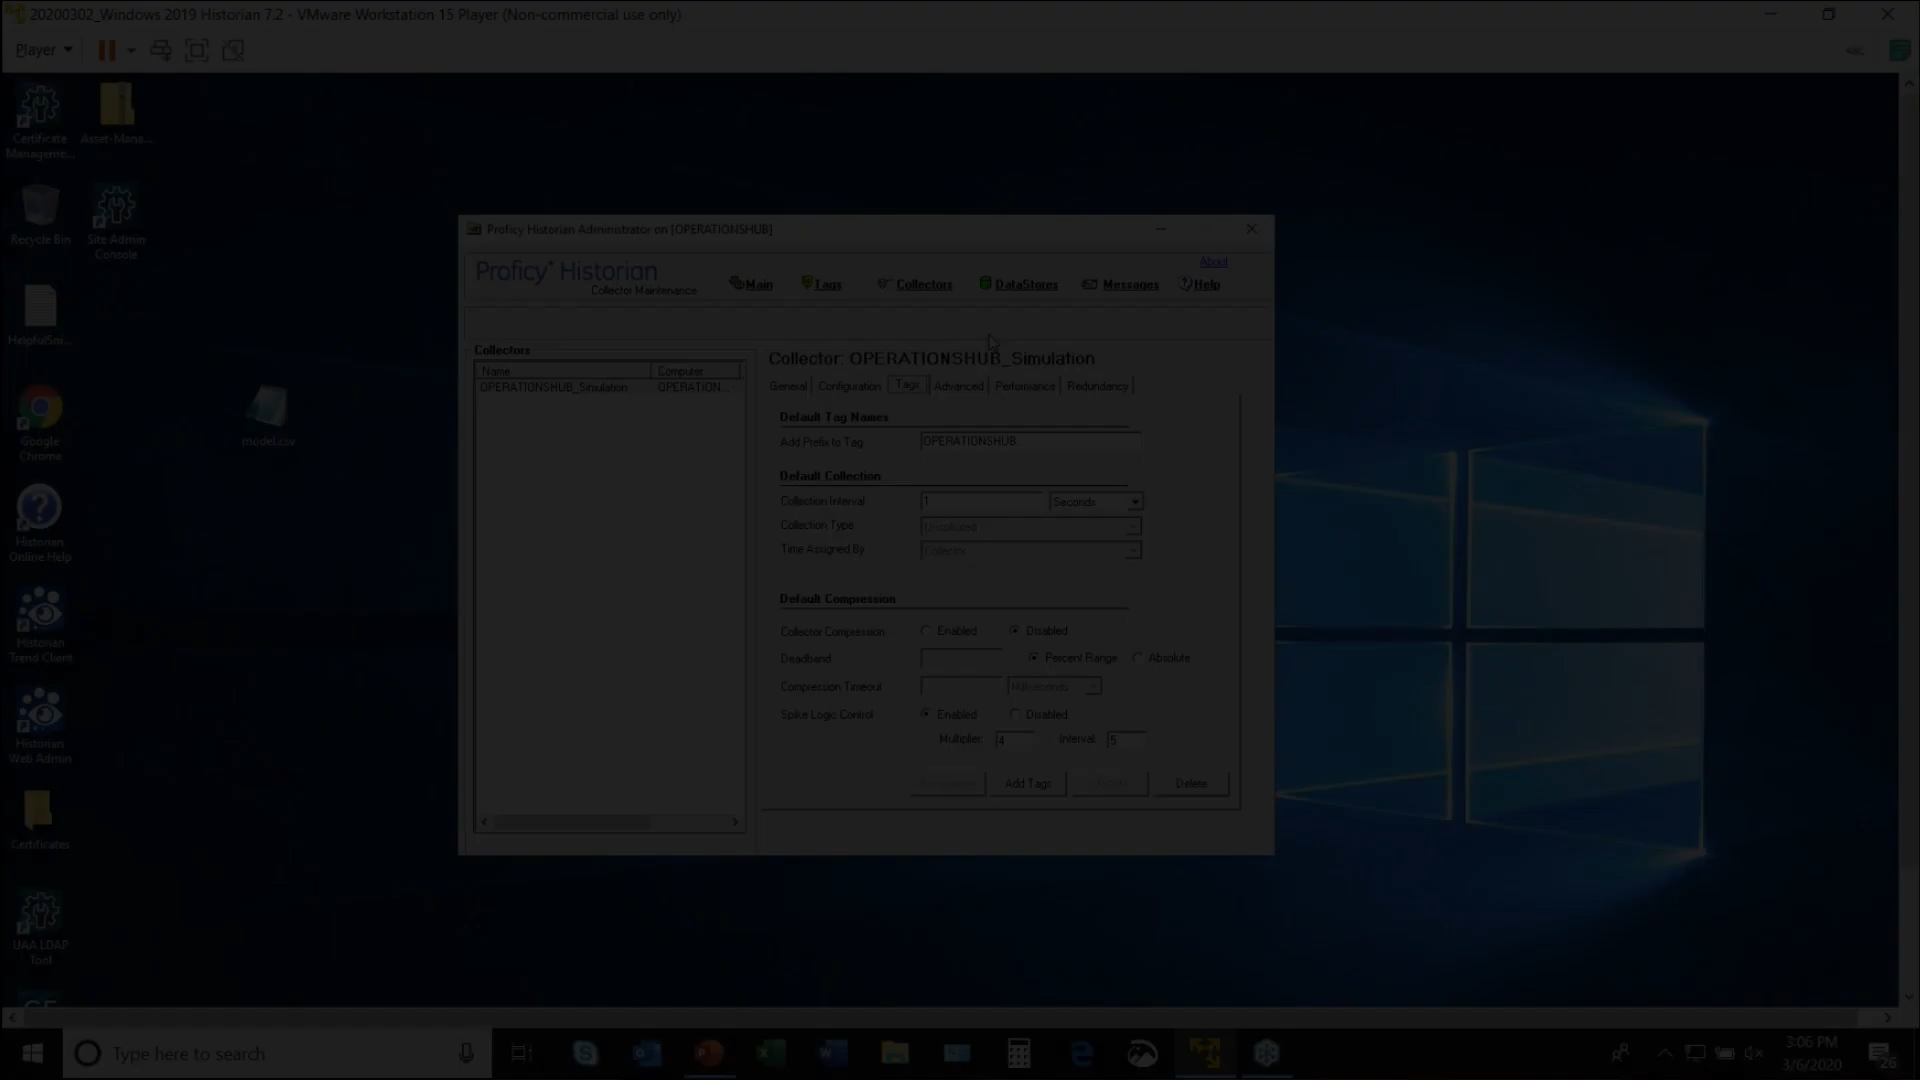 20200302_Windows 2019 Historian 7.2 - VMware Workstation 15 Player (Non-commercial use only)
Player
Certificate
Manageme...
Asset-Mana...
Recycle Bin
Site Admin
Console
HelpfulSni...
Google
Chrome
model.csv
Historian
Online Help
Historian
Trend Client
Historian
Web Admin
Certificates
UAA LDAP
Tool
Proficy Historian Administrator on [OPERATIONSHUB]
Proficy* Historian
Collector Maintenance
Main
Tags
Collectors
DataStores
Messages
Help
About
Collectors
Name Computer
OPERATIONSHUB_Simulation OPERATION...
Collector: OPERATIONSHUB_Simulation
General Configuration Tags Advanced Performance Redundancy
Default Tag Names
Add Prefix to Tag OPERATIONSHUB
Default Collection
Collection Interval 1 Seconds
Collection Type Unsolicited
Time Assigned By Collector
Default Compression
Collector Compression Enabled Disabled
Deadband Percent Range Absolute
Compression Timeout Milliseconds
Spike Logic Control Enabled Disabled
Multiplier: 4 Interval: 5
Add Tags Delete
Type here to search
3:06 PM
3/6/2020
26